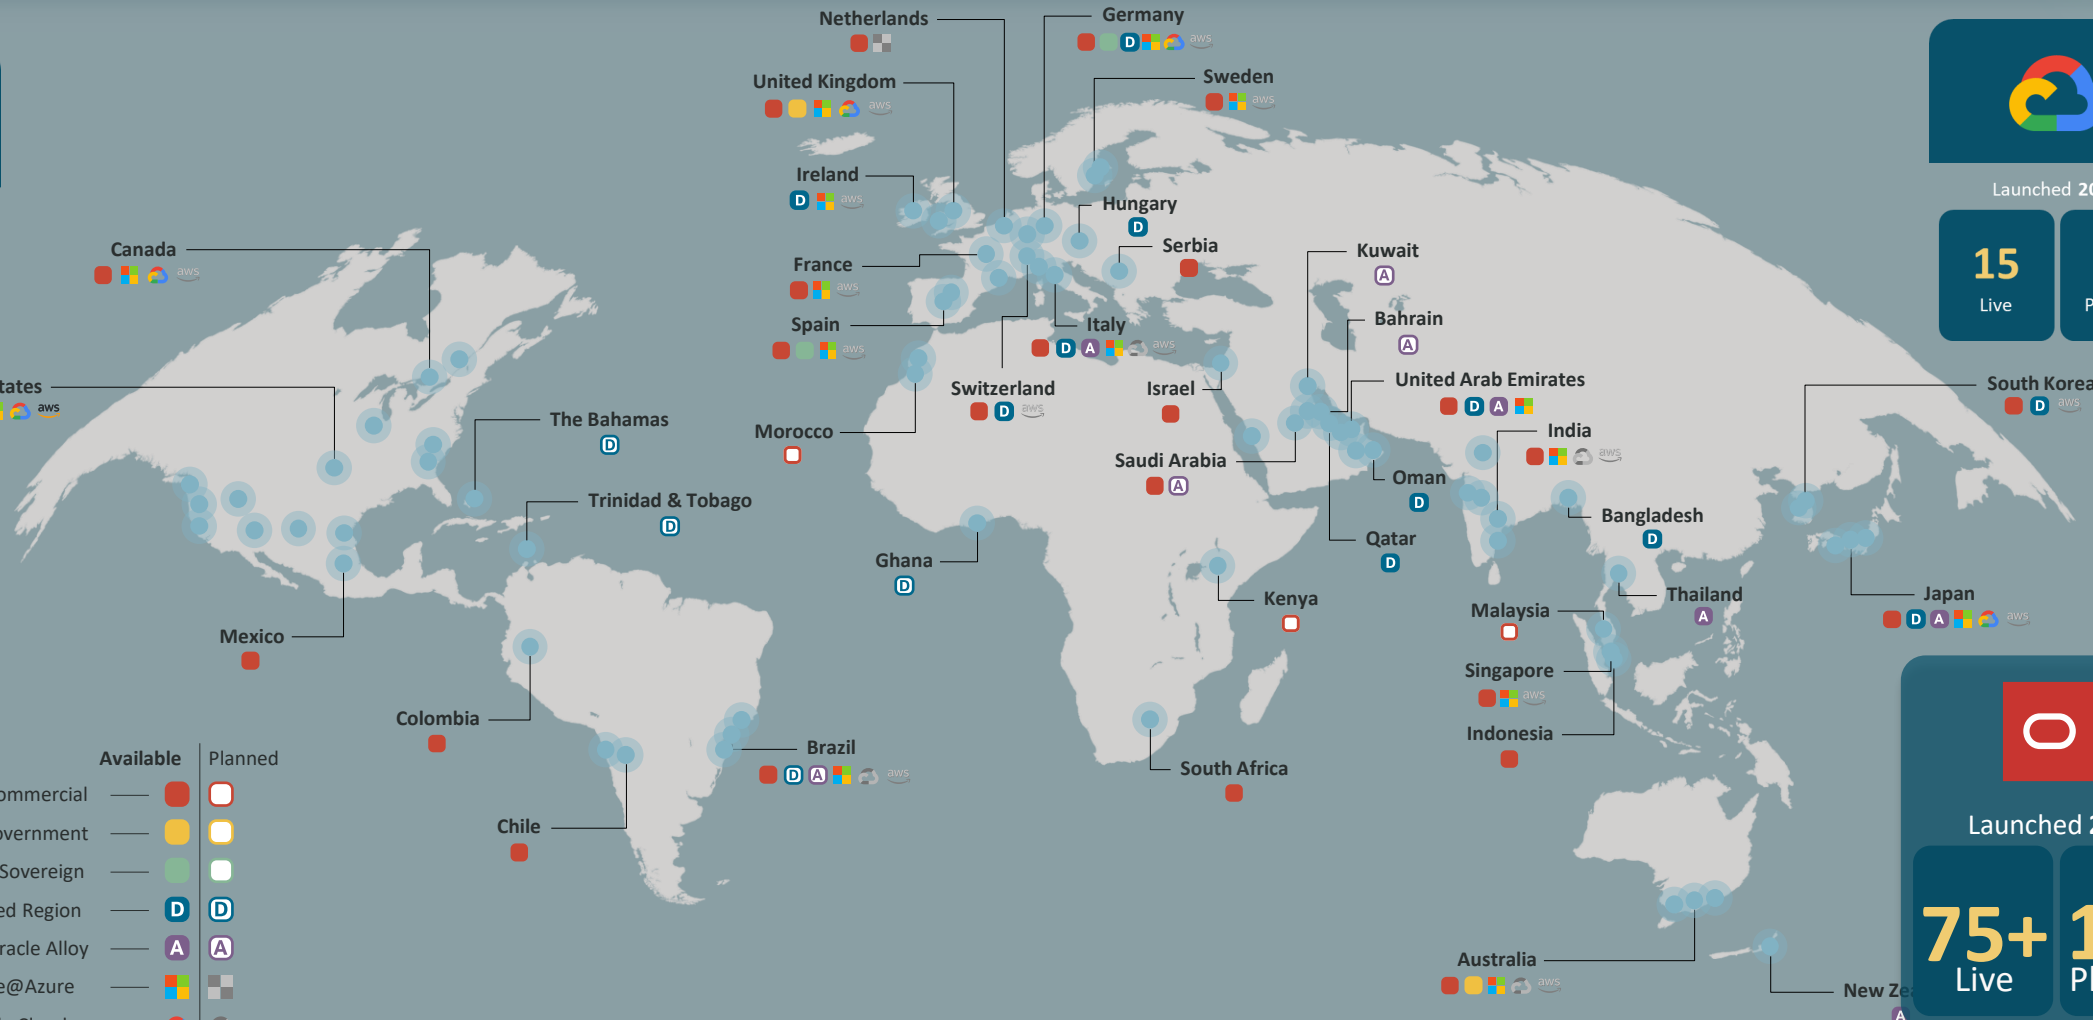 Netherlands
Germany
aws
United Kingdom
aws
Sweden
aws
Ireland
D aws
Hungary
D
Canada
aws
France
aws
Serbia
Kuwait
A
Spain
aws
Italy
D A aws
Bahrain
A
tates
aws
Switzerland
D aws
Israel
United Arab Emirates
D A
South Korea
D aws
The Bahamas
D
Morocco
India
aws
Saudi Arabia
A
Oman
D
Trinidad & Tobago
D
Bangladesh
D
Ghana
D
Qatar
D
Kenya
Thailand
A
Malaysia
Japan
D A aws
Mexico
Singapore
aws
Colombia
Indonesia
Brazil
D A aws
South Africa
Chile
Australia
aws
New Ze
A
Available Planned
ommercial
overnment
Sovereign
ed Region D D
racle Alloy A A
e@Azure
Launched 20
15
Live
P
Launched 2
75+ 1
Live Pl